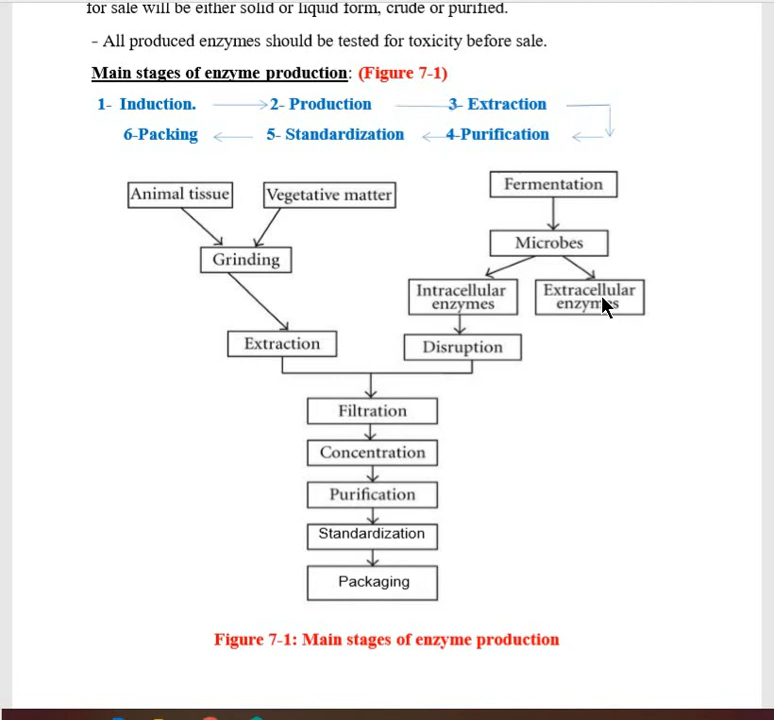 for sale will be either solid or liquid form, crude or purified.
- All produced enzymes should be tested for toxicity before sale.
Main stages of enzyme production: (Figure 7-1)
1- Induction. 2- Production 3- Extraction
6-Packing 5- Standardization 4-Purification
Animal tissue Vegetative matter Fermentation
Grinding Microbes
Intracellular enzymes
Extracellular enzymes
Extraction Disruption
Filtration
Concentration
Purification
Standardization
Packaging
Figure 7-1: Main stages of enzyme production